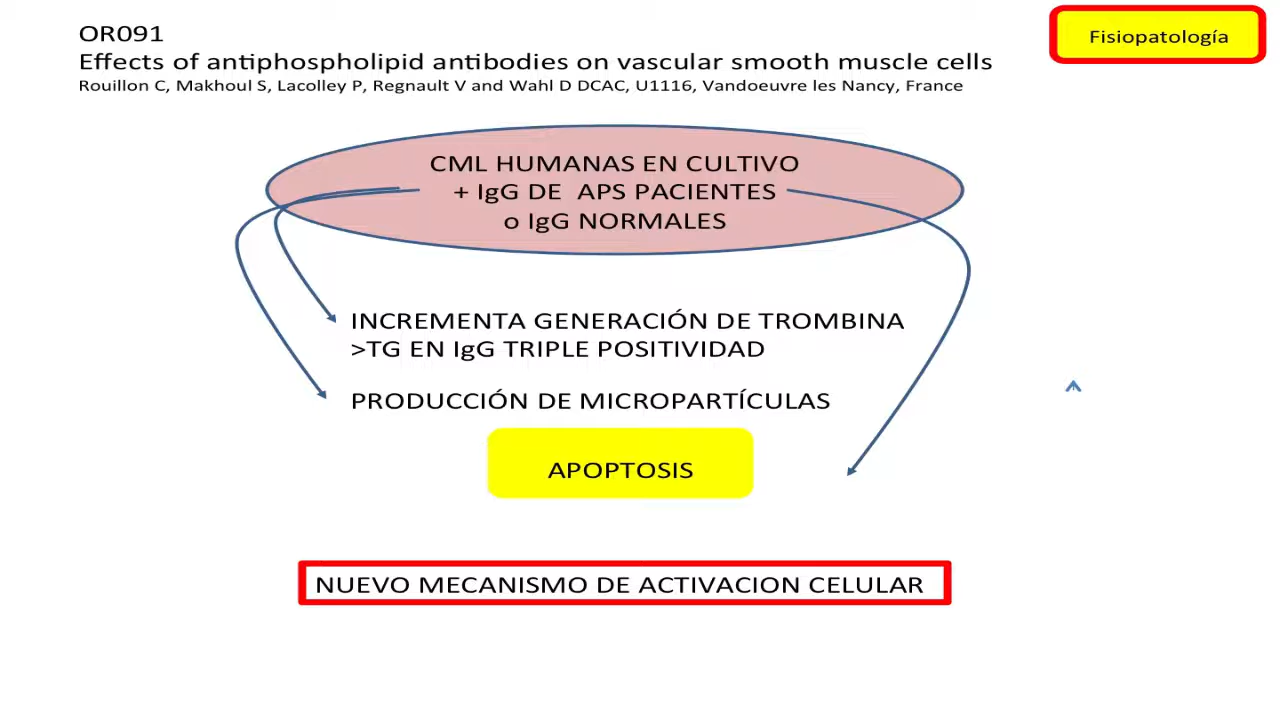 OR091
Effects of antiphospholipid antibodies on vascular smooth muscle cells
Rouillon C, Makhoul S, Lacolley P, Regnault V and Wahl D DCAC, U1116, Vandoeuvre les Nancy, France
Fisiopatología
CML HUMANAS EN CULTIVO
+ IgG DE APS PACIENTES
o IgG NORMALES
INCREMENTA GENERACIÓN DE TROMBINA
>TG EN IgG TRIPLE POSITIVIDAD
PRODUCCIÓN DE MICROPARTÍCULAS
APOPTOSIS
NUEVO MECANISMO DE ACTIVACION CELULAR